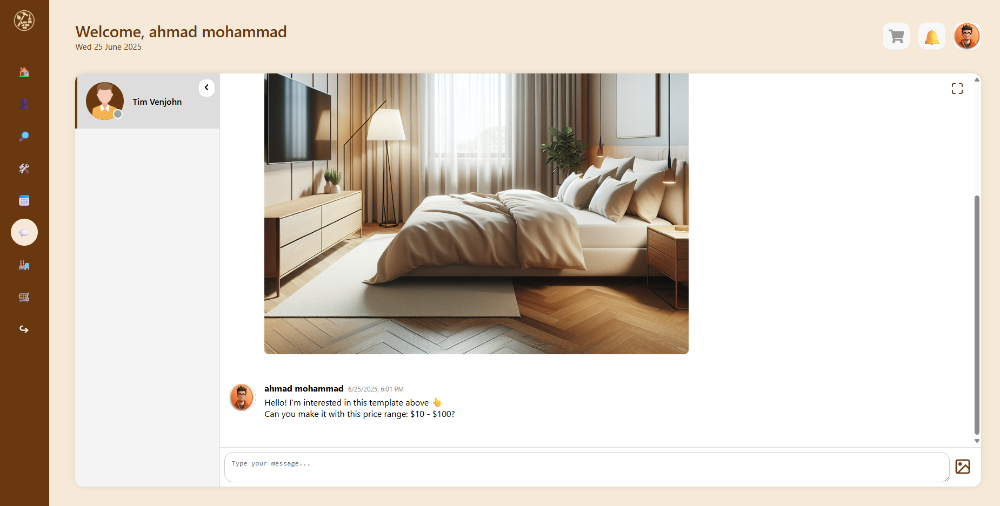 Welcome, ahmad mohammad
Wed 25 June 2025
Tim Venjohn
ahmad mohammad 6/25/2025, 6:01 PM
Hello! I'm interested in this template above 👆
Can you make it with this price range: $10 - $100?
Type your message...